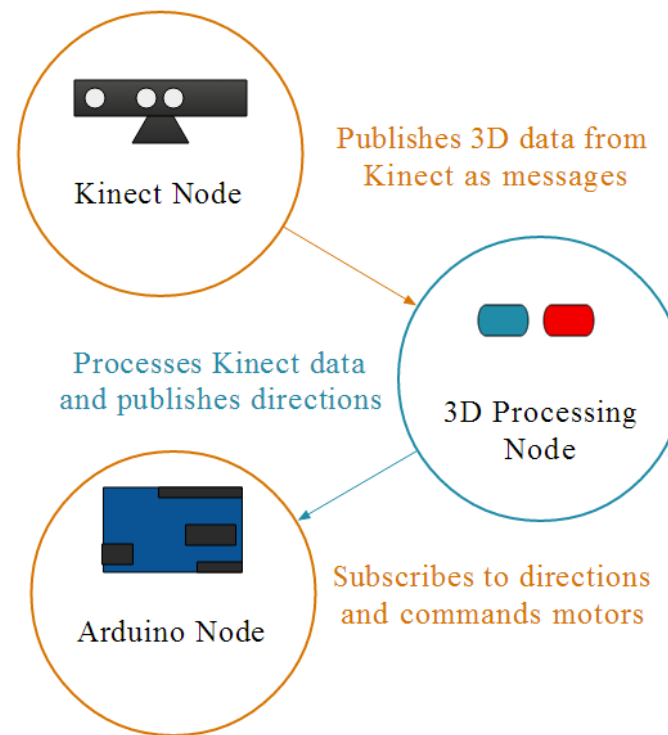 Kinect Node
Publishes 3D data from
Kinect as messages
Processes Kinect data
and publishes directions
3D Processing
Node
Arduino Node
Subscribes to directions
and commands motors